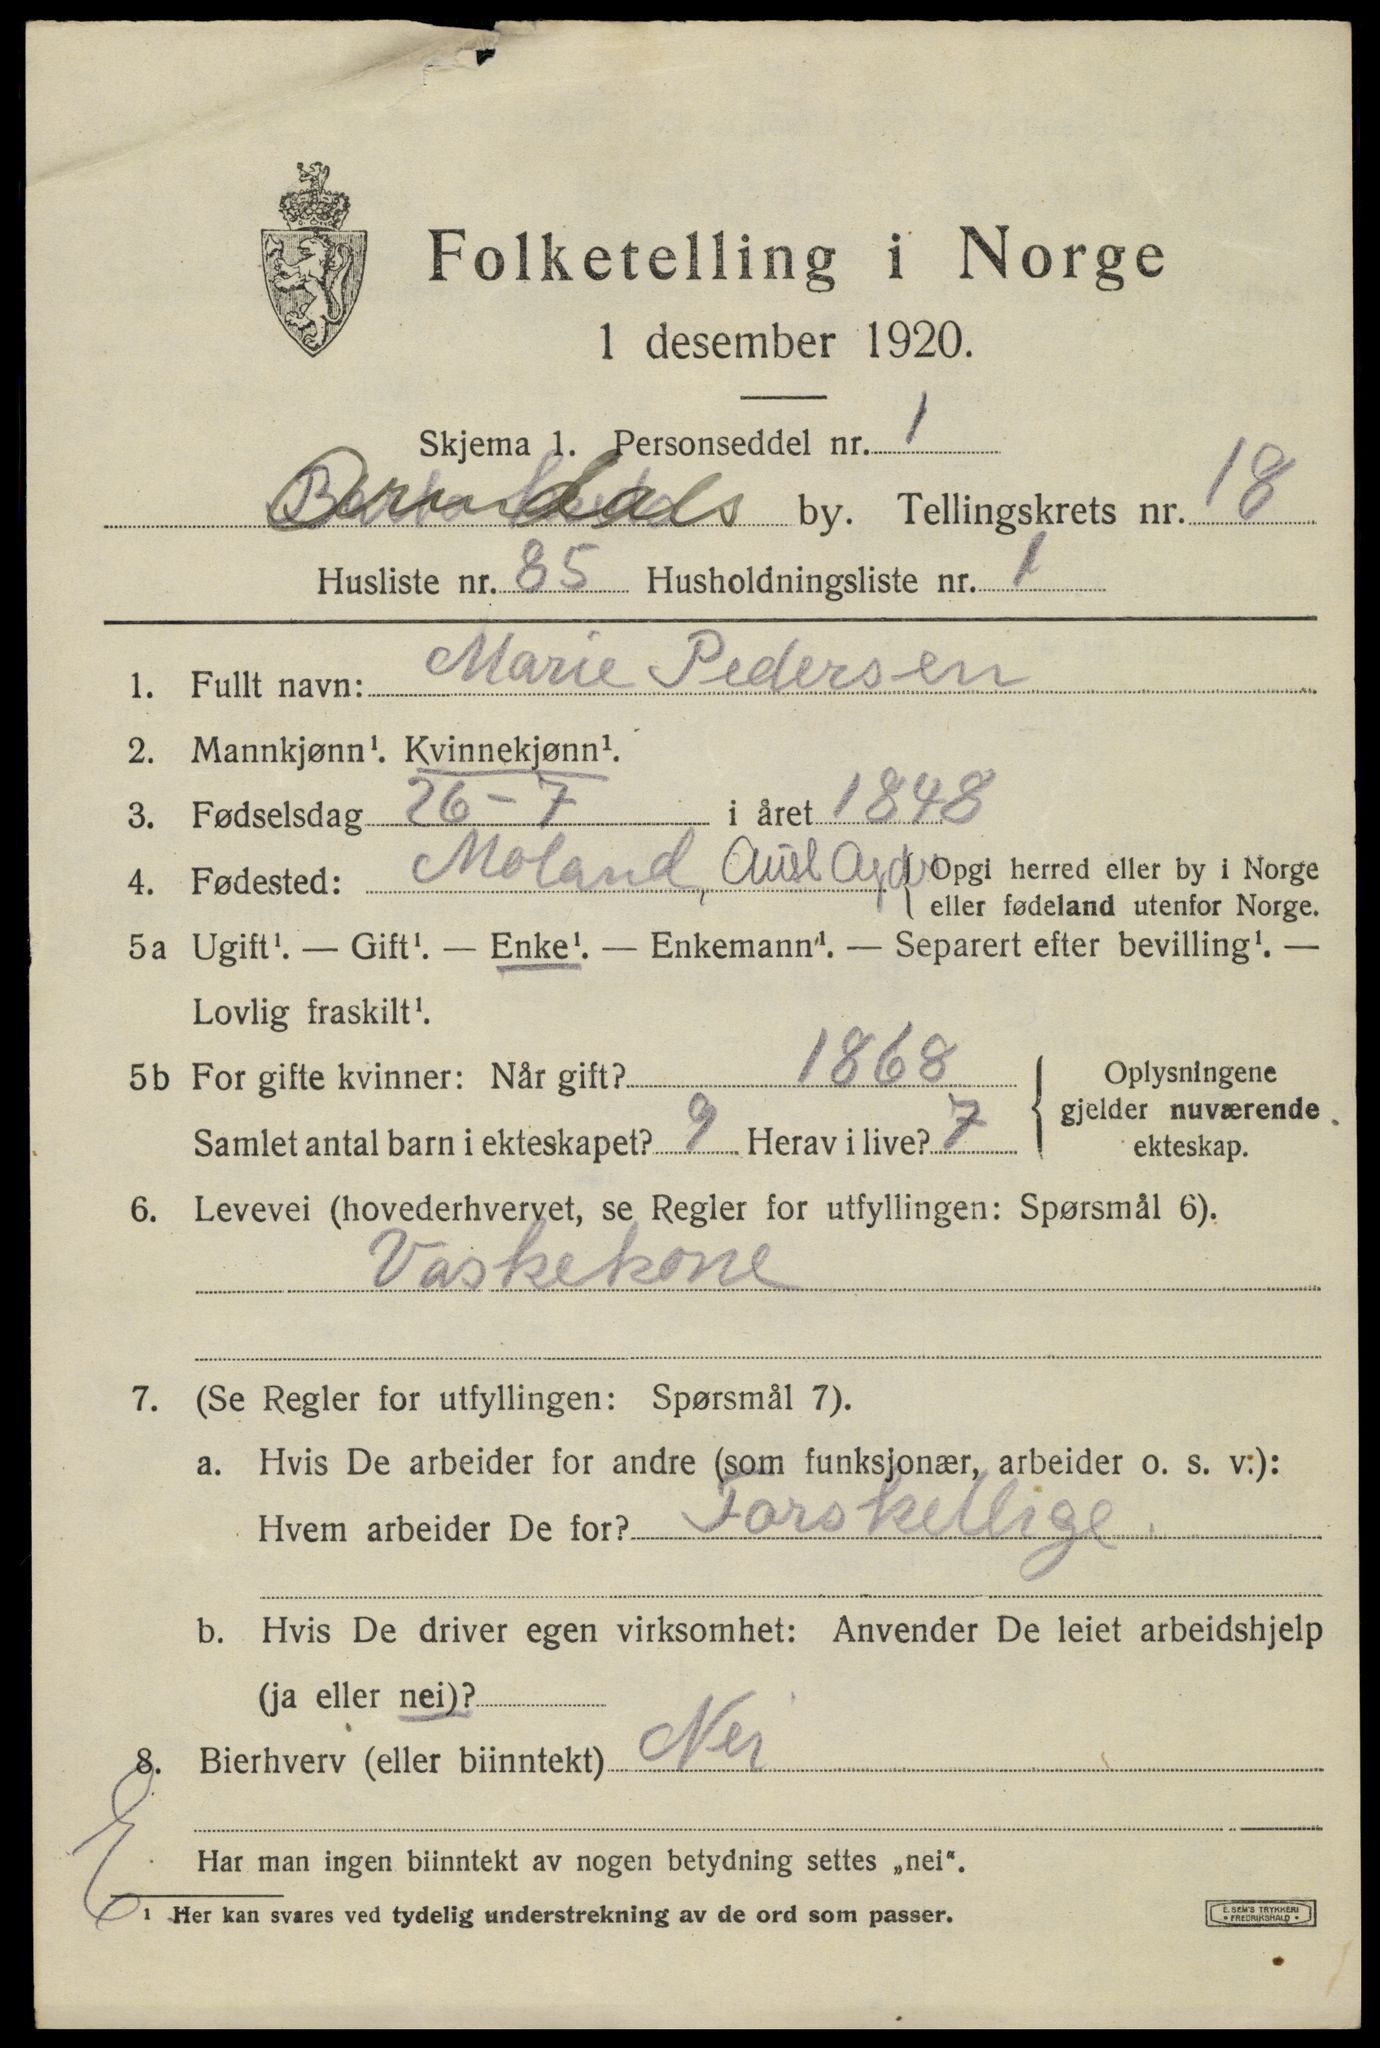 Folketelling i Norge
1 desember 1920.
Skjema 1. Personseddel nr. 1
Arendals by. Tellingskrets nr. 18
Husliste nr. 85 Husholdningsliste nr. 1
1. Fullt navn: Marie Pedersen
2. Mannkjønn¹. Kvinnekjønn¹.
3. Fødselsdag 26-7 i året 1848
4. Fødested: Moland, Aust Agder { Opgi herred eller by i Norge
eller fødeland utenfor Norge.
5a Ugift¹. — Gift¹. — Enke¹. — Enkemann¹. — Separert efter bevilling¹. —
Lovlig fraskilt¹.
5b For gifte kvinner: Når gift? 1868
Samlet antal barn i ekteskapet? 9 Herav i live? 7
Oplysningene
gjelder nuværende
ekteskap.
6. Levevei (hovederhvervet, se Regler for utfyllingen: Spørsmål 6).
Vaskekone
7. (Se Regler for utfyllingen: Spørsmål 7).
a. Hvis De arbeider for andre (som funksjonær, arbeider o. s. v.):
Hvem arbeider De for? Forskellige.
b. Hvis De driver egen virksomhet: Anvender De leiet arbeidshjelp
(ja eller nei)?
8. Bierhverv (eller biinntekt) Nei
Har man ingen biinntekt av nogen betydning settes „nei“.
¹ Her kan svares ved tydelig understrekning av de ord som passer.
E. SEM'S TRYKKERI
• FREDRIKSHALD •